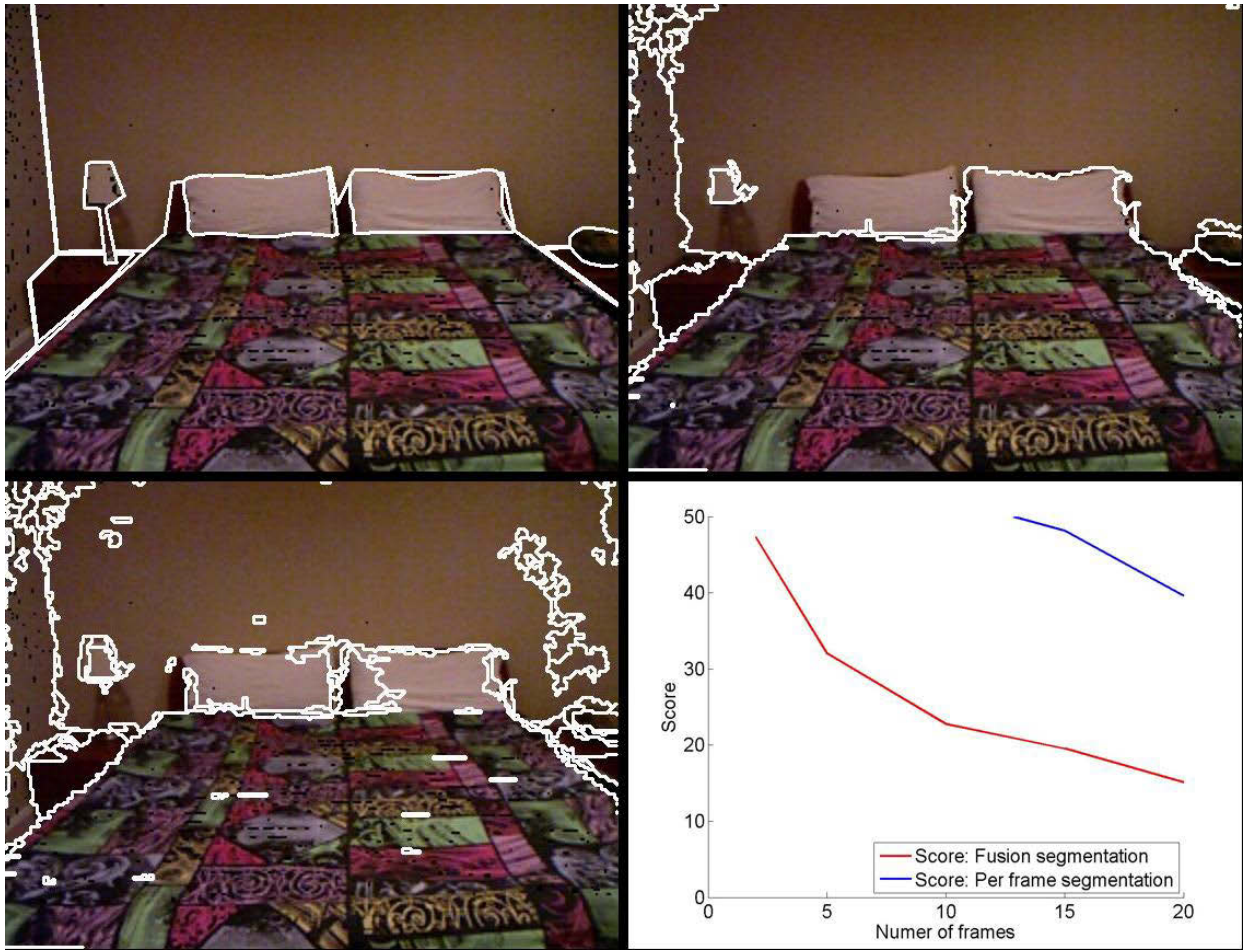 50
40
30
20
10
0
Score
0 5 10 15 20
Numer of frames
Score: Fusion segmentation
Score: Per frame segmentation